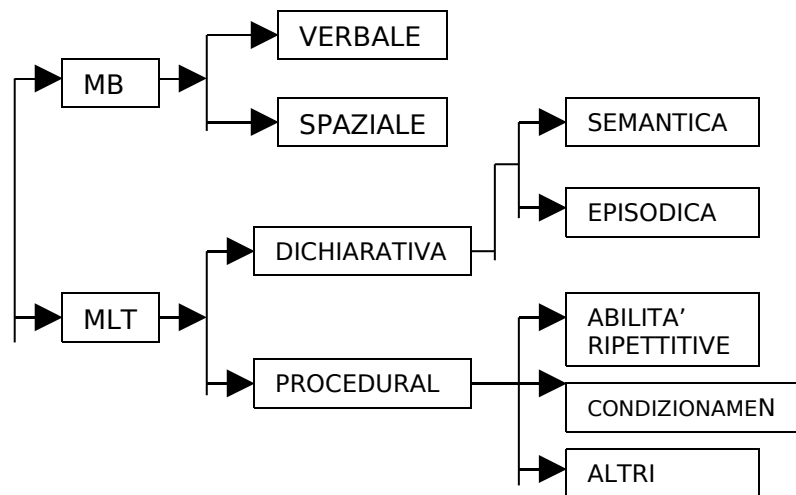 VERBALE
MB
SPAZIALE
SEMANTICA
EPISODICA
DICHIARATIVA
MLT
ABILITA’
RIPETTITIVE
PROCEDURAL
CONDIZIONAMEN
ALTRI